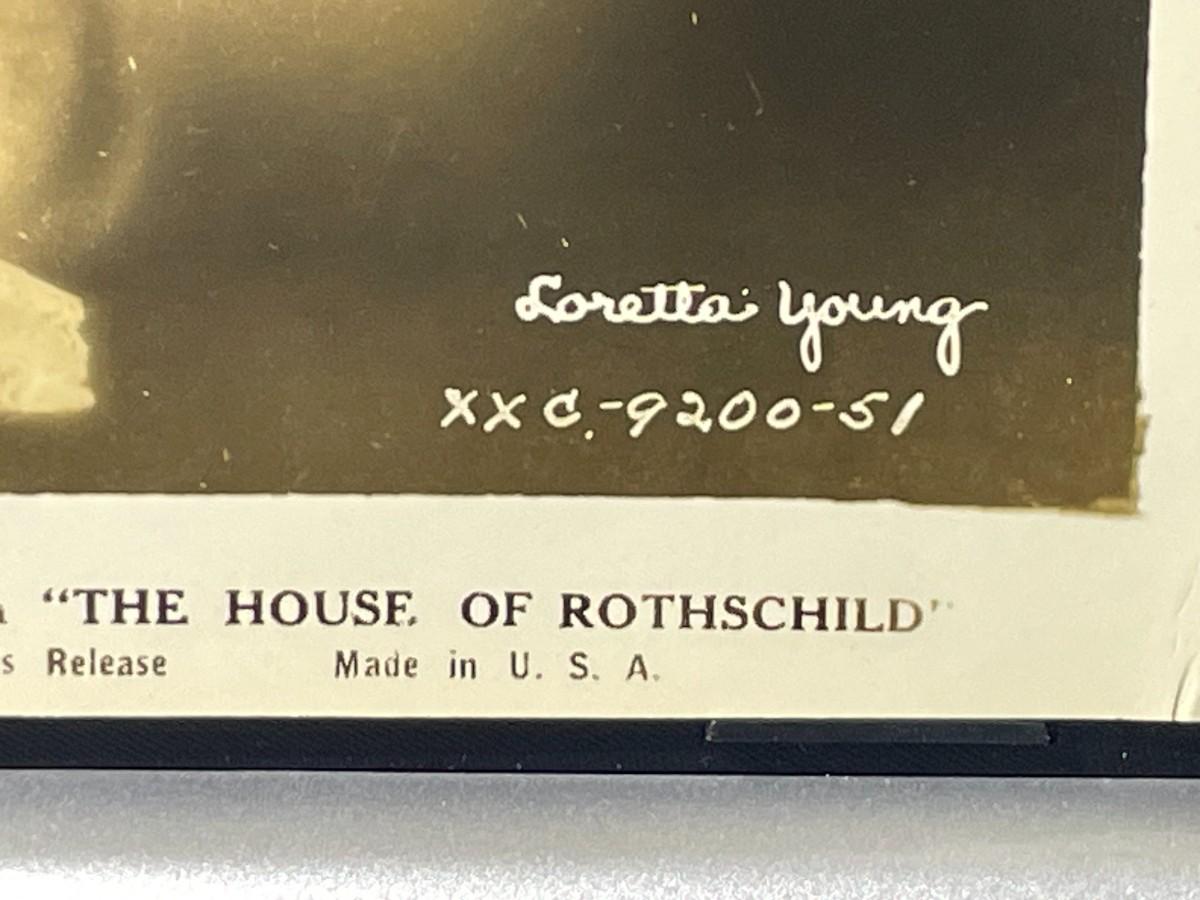 Loretta Young
XXC.-9200-51
"THE HOUSE OF ROTHSCHILD"
Release Made in U. S. A.